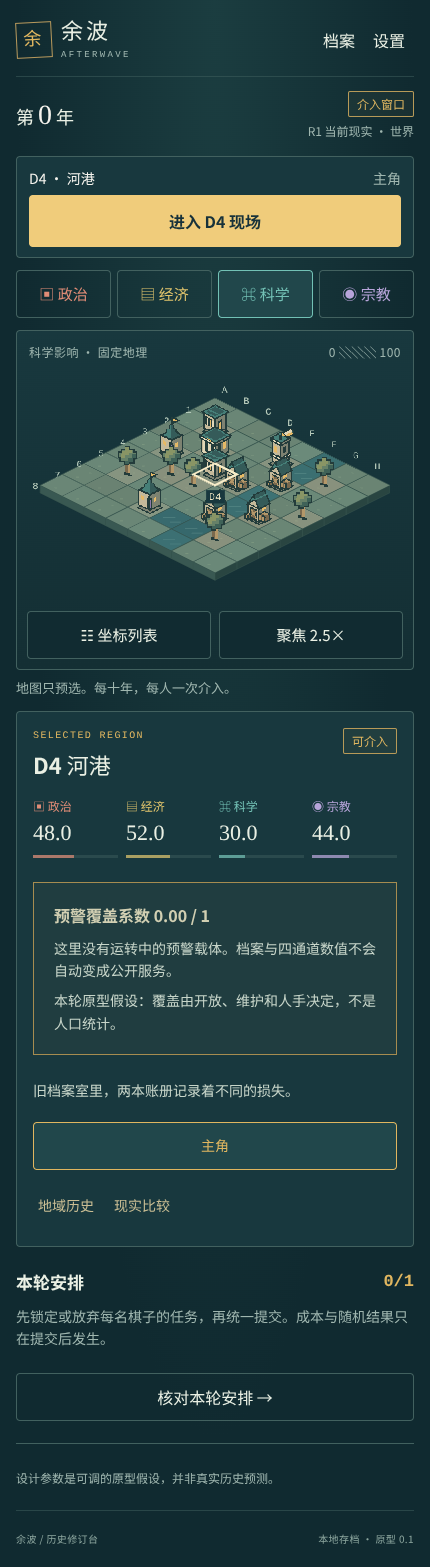 余 余波
AFTERWAVE
档案 设置
第0年
介入窗口
R1 当前现实 · 世界
D4 · 河港 主角
进入 D4 现场
政治 经济 科学 宗教
科学影响 · 固定地理 0 100
A
B
C
D
E
F
G
H
1
2
3
4
5
6
7
8
D4
坐标列表 聚焦 2.5×
地图只预选。每十年，每人一次介入。
SELECTED REGION
可介入
D4 河港
政治 经济 科学 宗教
48.0 52.0 30.0 44.0
预警覆盖系数 0.00 / 1
这里没有运转中的预警载体。档案与四通道数值不会
自动变成公开服务。
本轮原型假设：覆盖由开放、维护和人手决定，不是
人口统计。
旧档案室里，两本账册记录着不同的损失。
主角
地域历史 现实比较
本轮安排 0/1
先锁定或放弃每名棋子的任务，再统一提交。成本与随机结果只
在提交后发生。
核对本轮安排 →
设计参数是可调的原型假设，并非真实历史预测。
余波 / 历史修订台 本地存档 · 原型 0.1